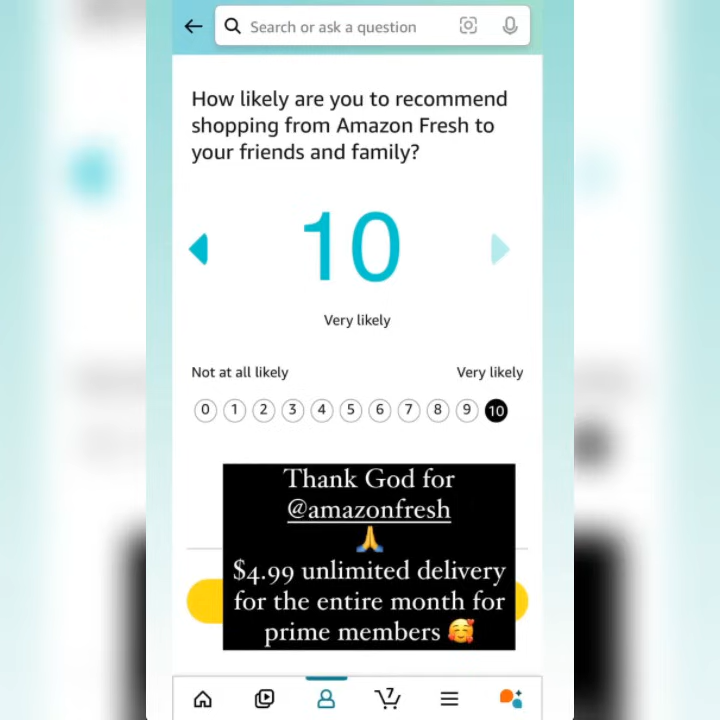 Search or ask a question
How likely are you to recommend
shopping from Amazon Fresh to
your friends and family?
10
Very likely
Not at all likely Very likely
0 1 2 3 4 5 6 7 8 9 10
Thank God for
@amazonfresh
🙏
$4.99 unlimited delivery
for the entire month for
prime members 🥰
7